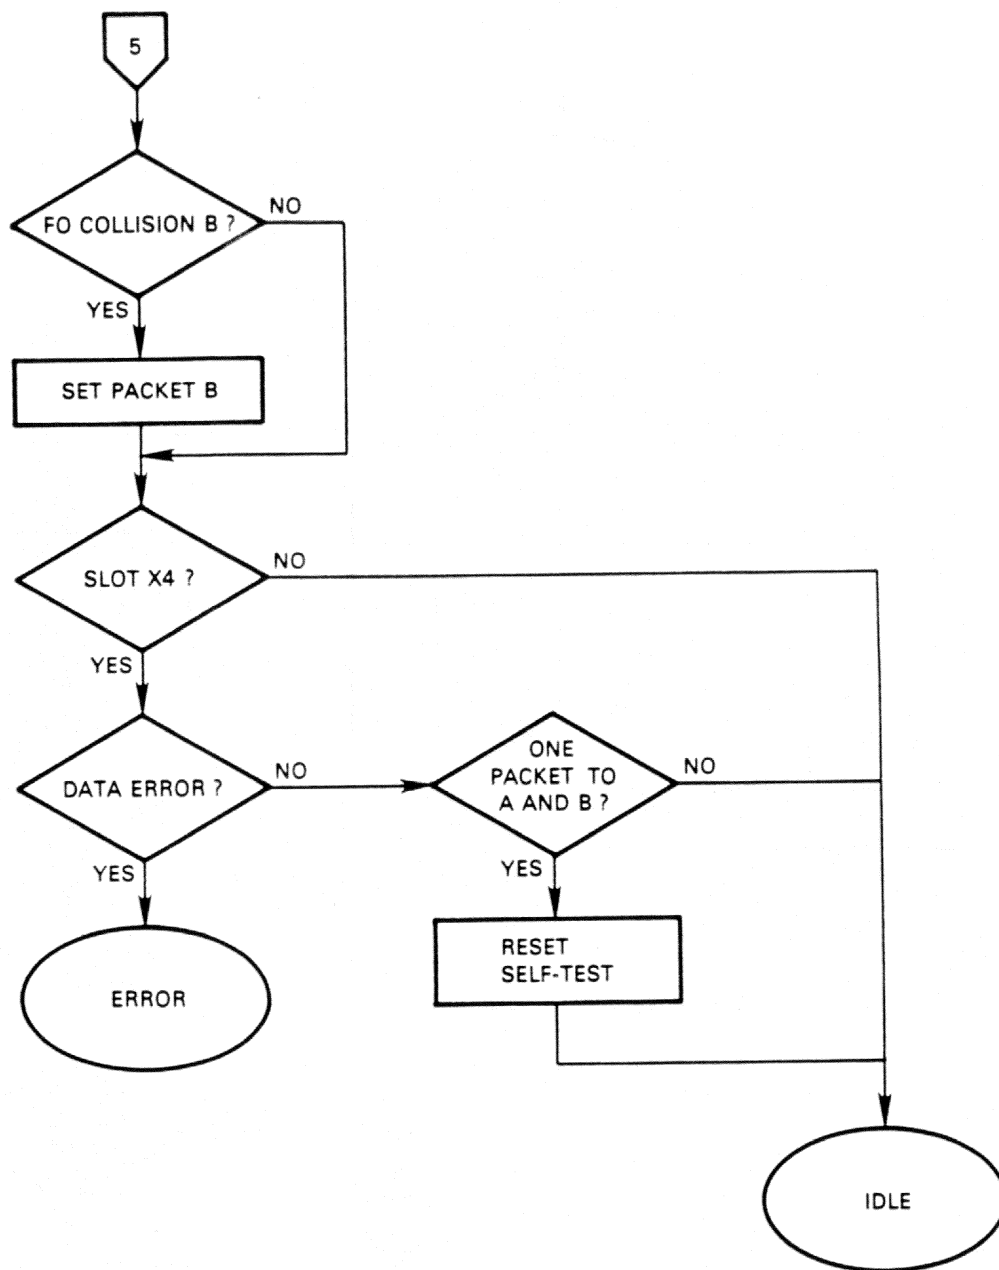 5
FO COLLISION B ?
NO
YES
SET PACKET B
SLOT X4 ?
NO
YES
DATA ERROR ?
NO
ONE
PACKET TO
A AND B ?
NO
YES
YES
RESET
SELF-TEST
ERROR
IDLE